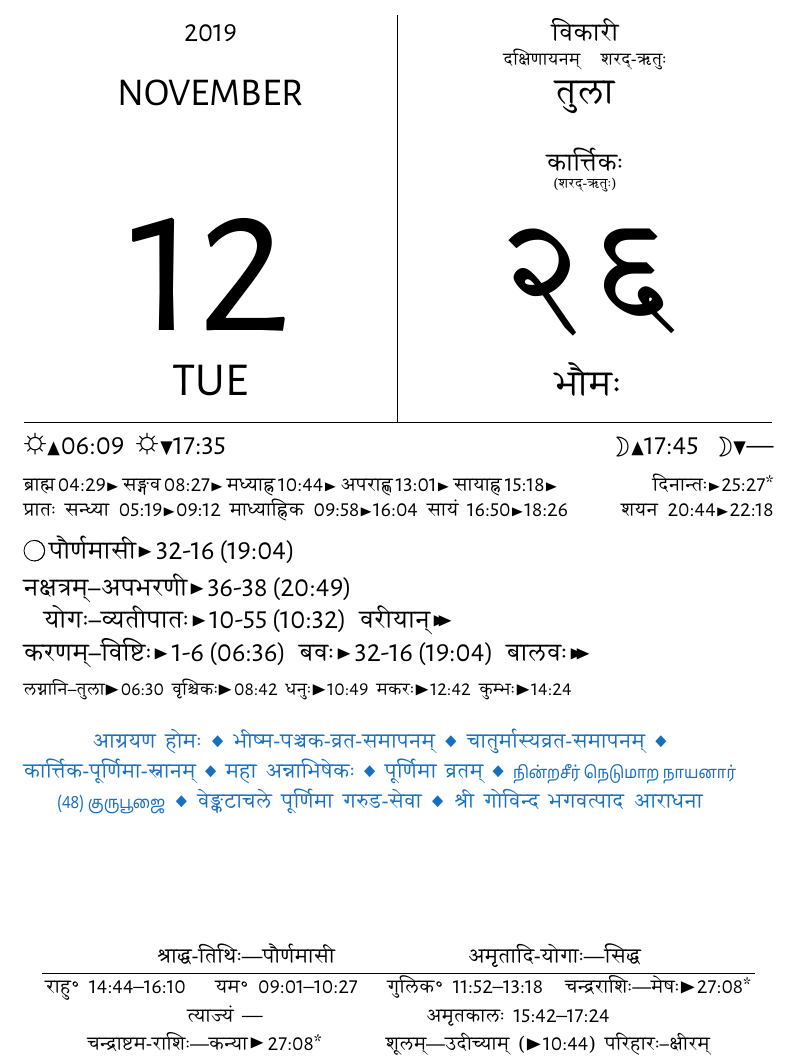 2019
NOVEMBER
12
TUE
विकारी
दक्षिणायनम् शरद्-ऋतुः
तुला
कार्त्तिकः
(शरद्-ऋतुः)
२६
भौमः
☼▲06:09 ☼▼17:35 ☽▲17:45 ☽▼—
ब्राह्म 04:29► सङ्गव 08:27► मध्याह्न 10:44► अपराह्ण 13:01► सायाह्न 15:18► दिनान्तः►25:27*
प्रातः सन्ध्या 05:19►09:12 माध्याह्निक 09:58►16:04 सायं 16:50►18:26 शयन 20:44►22:18
○पौर्णमासी►32-16 (19:04)
नक्षत्रम्–अपभरणी►36-38 (20:49)
योगः–व्यतीपातः►10-55 (10:32) वरीयान्►►
करणम्–विष्टिः►1-6 (06:36) बवः►32-16 (19:04) बालवः►►
लग्नानि–तुला►06:30 वृश्चिकः►08:42 धनुः►10:49 मकरः►12:42 कुम्भः►14:24
आग्रयण होमः ◆ भीष्म-पञ्चक-व्रत-समापनम् ◆ चातुर्मास्यव्रत-समापनम् ◆
कार्त्तिक-पूर्णिमा-स्नानम् ◆ महा अन्नाभिषेकः ◆ पूर्णिमा व्रतम् ◆ நின்றசீர் நெடுமாற நாயனார்
(48) குருபூஜை ◆ वेङ्कटाचले पूर्णिमा गरुड-सेवा ◆ श्री गोविन्द भगवत्पाद आराधना
श्राद्ध-तिथिः—पौर्णमासी अमृतादि-योगाः—सिद्ध
राहु॰ 14:44–16:10 यम॰ 09:01–10:27 गुलिक॰ 11:52–13:18 चन्द्रराशिः—मेषः►27:08*
त्याज्यं — अमृतकालः 15:42–17:24
चन्द्राष्टम-राशिः—कन्या►27:08* शूलम्—उदीच्याम् (►10:44) परिहारः–क्षीरम्